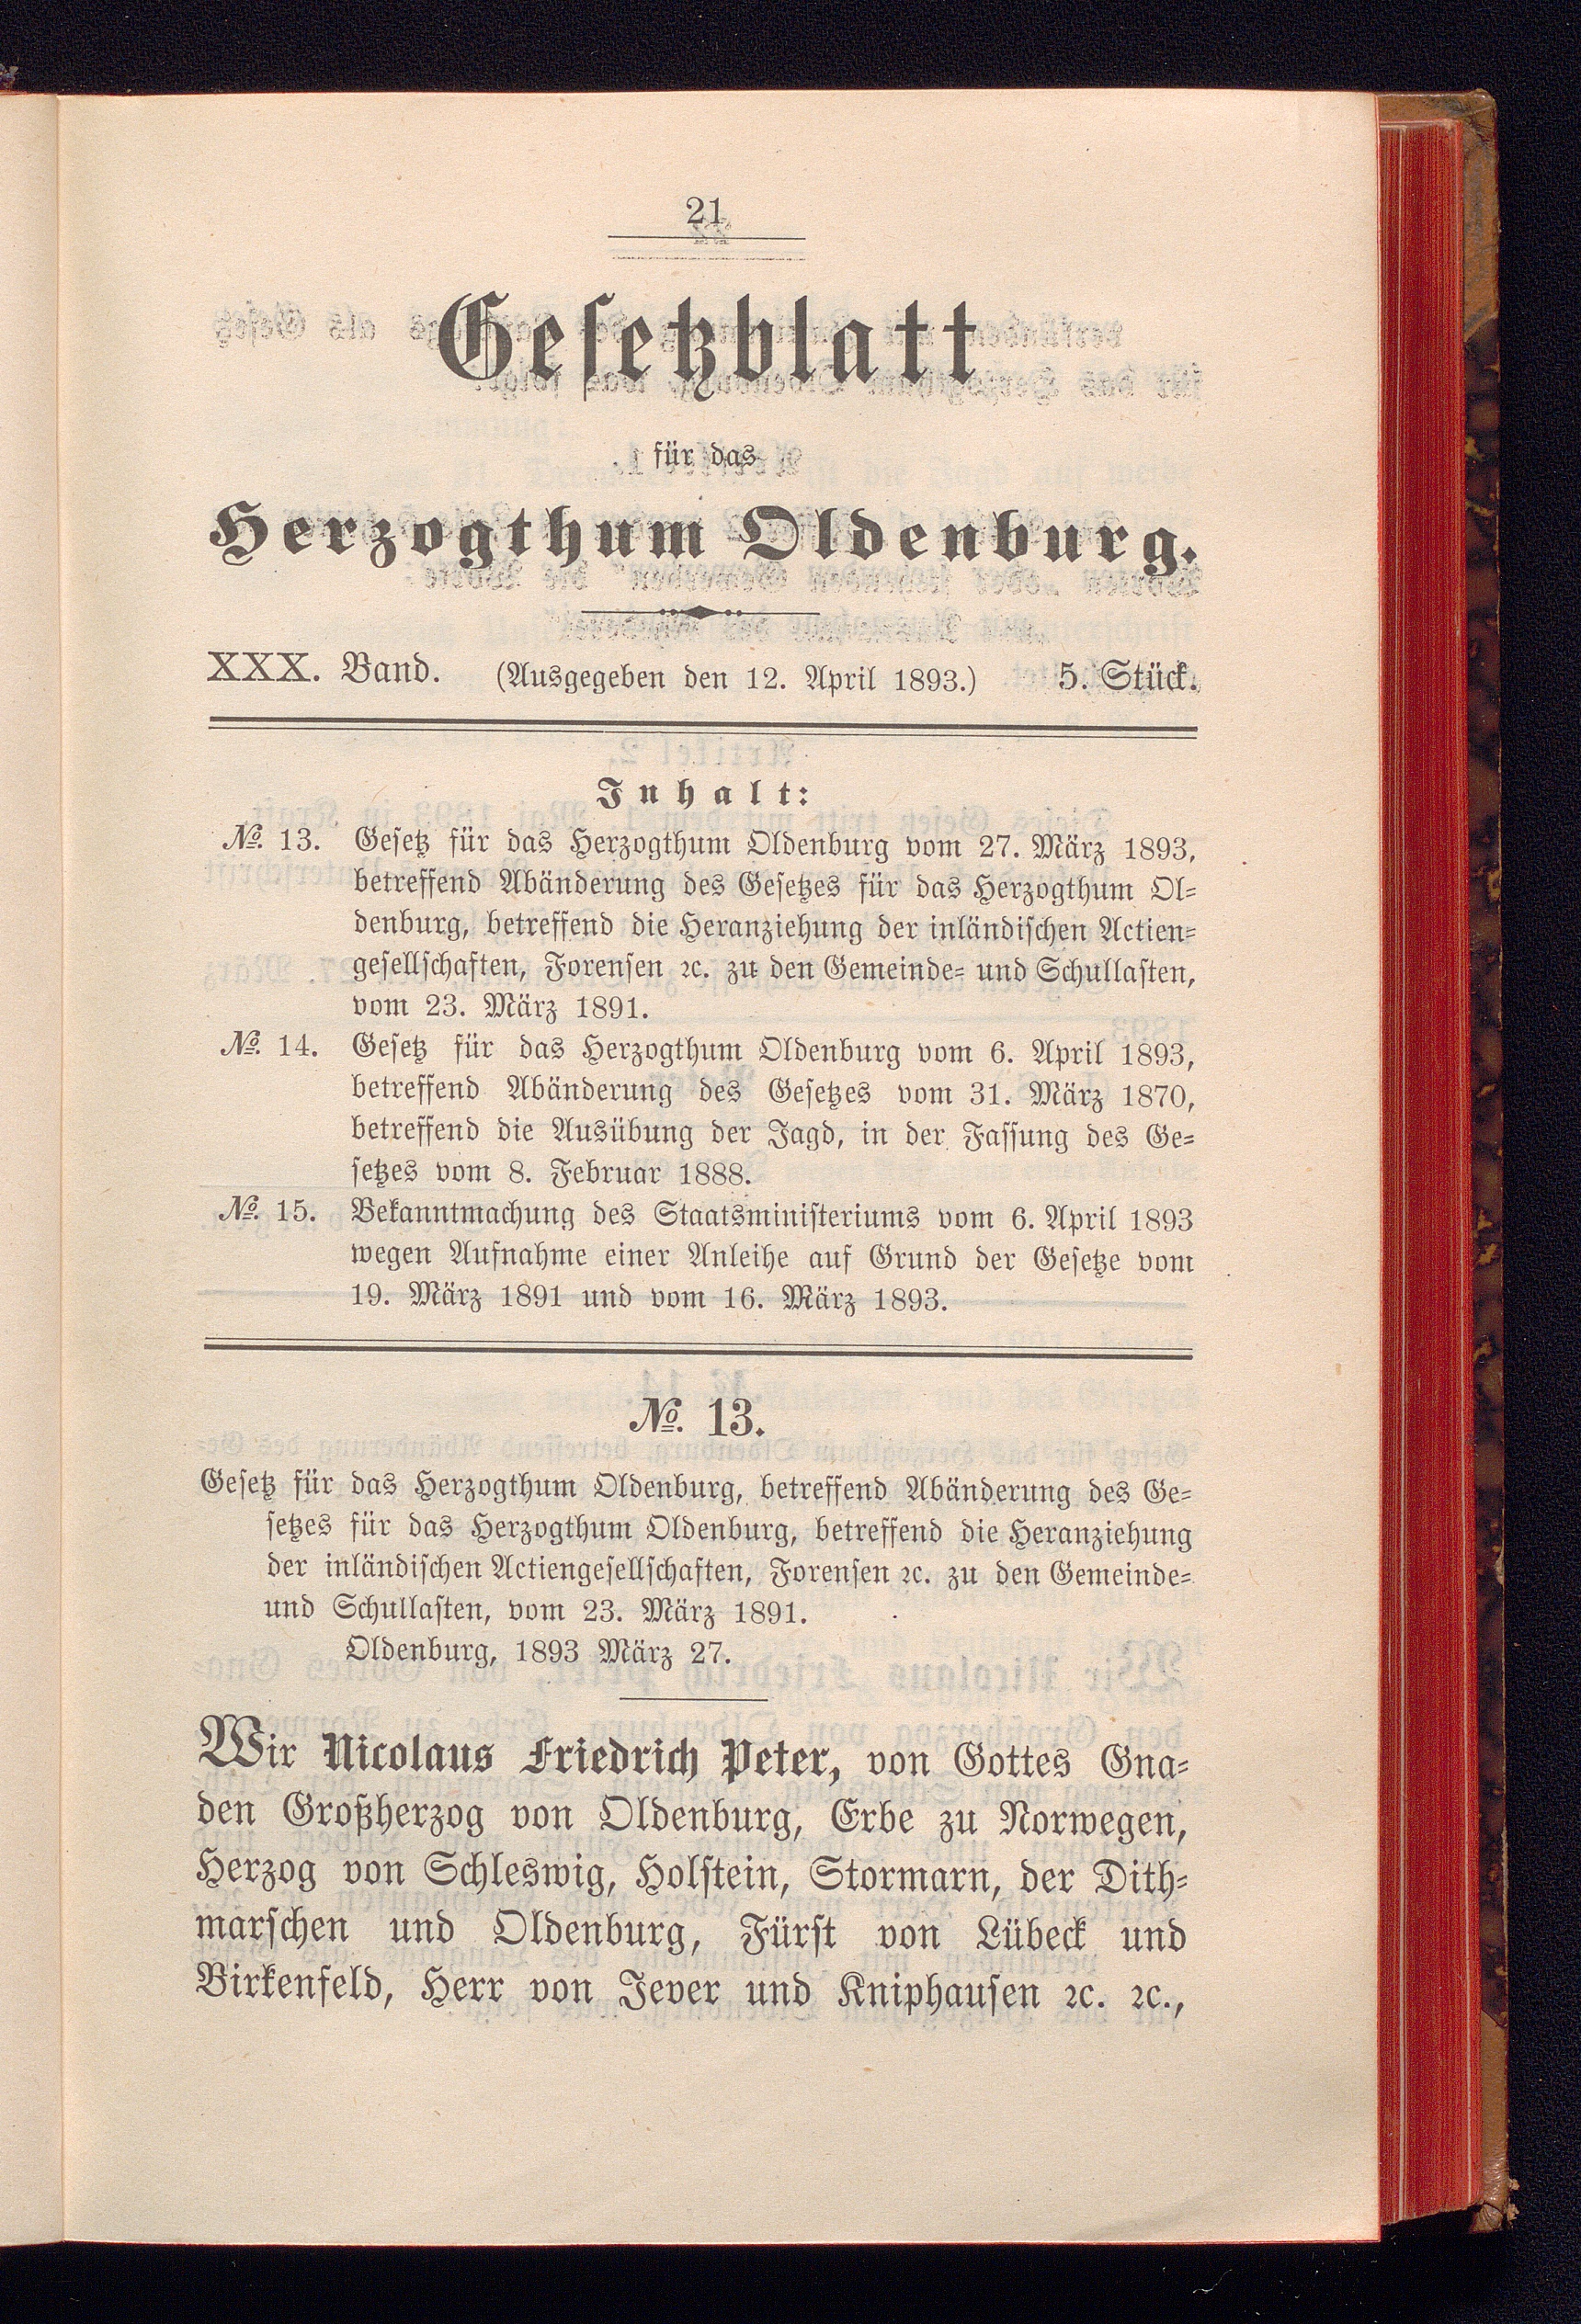 21
Gesetzblatt
für das
Herzogthum Oldenburg.
XXX. Band. (Ausgegeben den 12. April 1893.) 5. Stück.
Inhalt:
№. 13. Gesetz für das Herzogthum Oldenburg vom 27. März 1893,
betreffend Abänderung des Gesetzes für das Herzogthum Ol-
denburg, betreffend die Heranziehung der inländischen Actien-
gesellschaften, Forensen ꝛc. zu den Gemeinde- und Schullasten,
vom 23. März 1891.
№. 14. Gesetz für das Herzogthum Oldenburg vom 6. April 1893,
betreffend Abänderung des Gesetzes vom 31. März 1870,
betreffend die Ausübung der Jagd, in der Fassung des Ge-
setzes vom 8. Februar 1888.
№. 15. Bekanntmachung des Staatsministeriums vom 6. April 1893
wegen Aufnahme einer Anleihe auf Grund der Gesetze vom
19. März 1891 und vom 16. März 1893.
№. 13.
Gesetz für das Herzogthum Oldenburg, betreffend Abänderung des Ge-
setzes für das Herzogthum Oldenburg, betreffend die Heranziehung
der inländischen Actiengesellschaften, Forensen ꝛc. zu den Gemeinde-
und Schullasten, vom 23. März 1891.
Oldenburg, 1893 März 27.
Wir Nicolaus Friedrich Peter, von Gottes Gna-
den Großherzog von Oldenburg, Erbe zu Norwegen,
Herzog von Schleswig, Holstein, Stormarn, der Dith-
marschen und Oldenburg, Fürst von Lübeck und
Birkenfeld, Herr von Jever und Kniphausen ꝛc. ꝛc.,